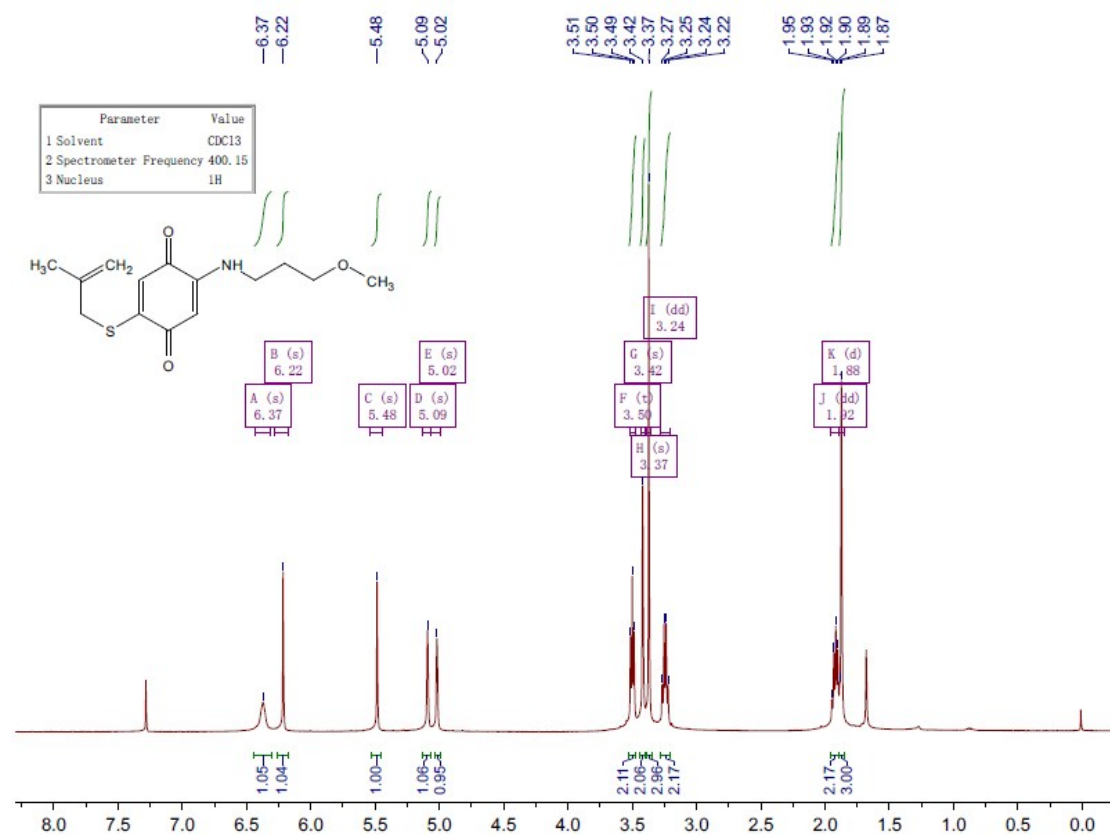 6.37
6.22
5.48
5.09
5.02
3.51
3.50
3.49
3.42
3.37
3.27
3.25
3.24
3.22
1.95
1.93
1.92
1.90
1.89
1.87
Parameter Value
1 Solvent CDCl3
2 Spectrometer Frequency 400.15
3 Nucleus 1H
O
H₃C CH₂ NH O CH₃
S
O
I (dd)
3.24
B (s)
6.22
E (s)
5.02
G (s)
3.42
K (d)
1.88
A (s)
6.37
C (s)
5.48
D (s)
5.09
F (t)
3.50
J (dd)
1.92
H (s)
3.37
1.05
1.04
1.00
1.06
0.95
2.11
2.06
2.96
2.17
2.17
3.00
8.0 7.5 7.0 6.5 6.0 5.5 5.0 4.5 4.0 3.5 3.0 2.5 2.0 1.5 1.0 0.5 0.0